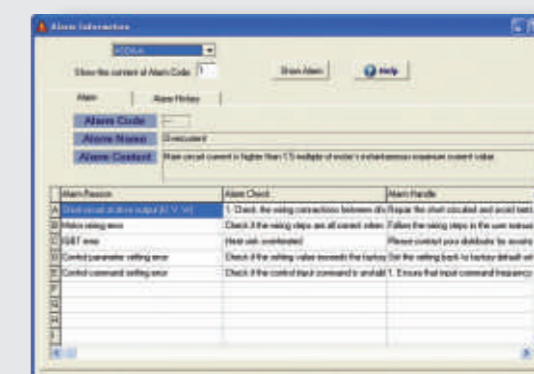 Alarm Information
ASDA-A
Show the content of Alarm Code: 1 Show Alarm Help
Alarm Alarm History
Alarm Code ---
Alarm Name Overcurrent
Alarm Content Main circuit current is higher than 1.5 multiple of motor's instantaneous maximum current value.
Alarm Reason Alarm Check Alarm Handle
A Short-circuit at drive output (U, V, W) 1. Check the wiring connections between Repair the short circuited and avoid
B Motor wiring error Check if the wiring steps are all correct when Follow the wiring steps in the user
C IGBT error Heat sink overheated Please contact your distributor for
D Control parameter setting error Check if the setting value exceeds the factory Set the setting back to factory default
E Control command setting error Check if the control input command is 1. Ensure that input command frequency
F
G
H
I